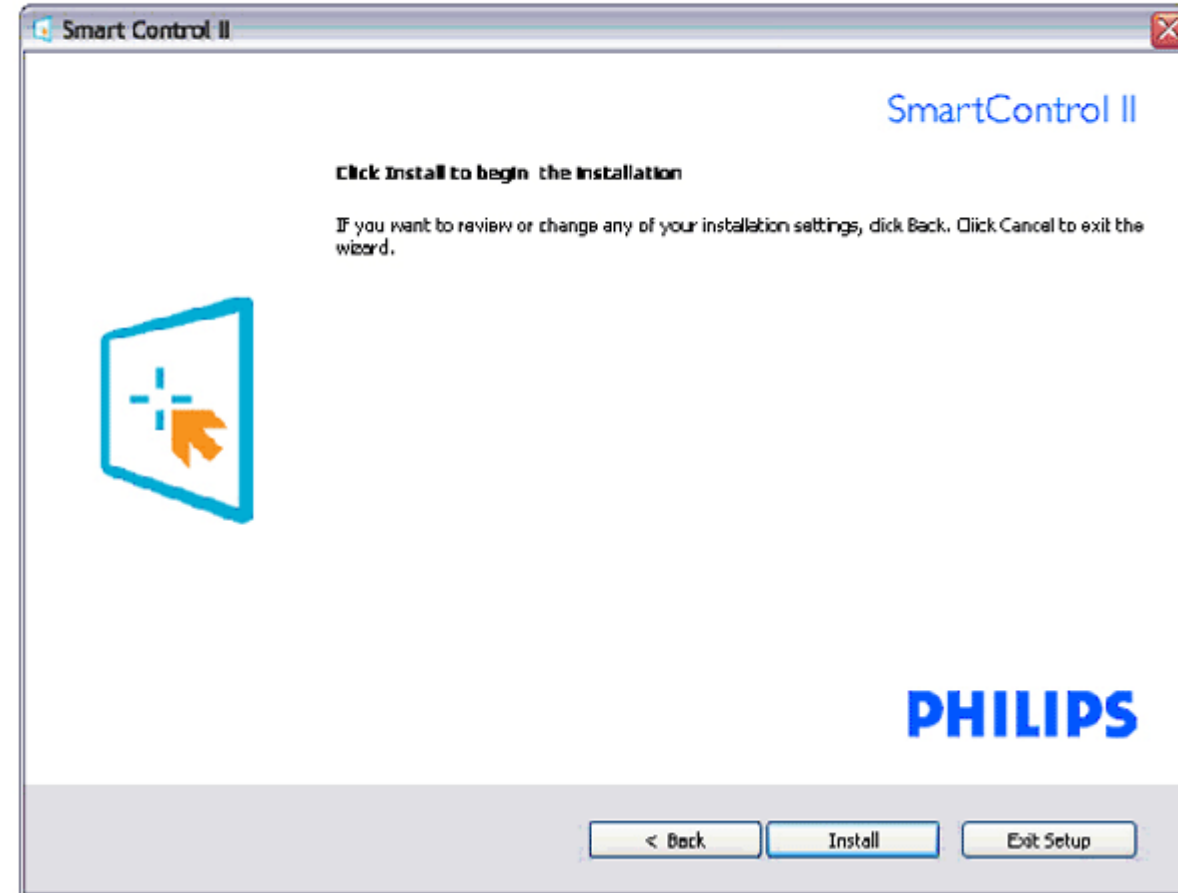 Smart Control II
SmartControl II
Click Install to begin the installation
If you want to review or change any of your installation settings, click Back. Click Cancel to exit the
wizard.
PHILIPS
< Back
Install
Exit Setup